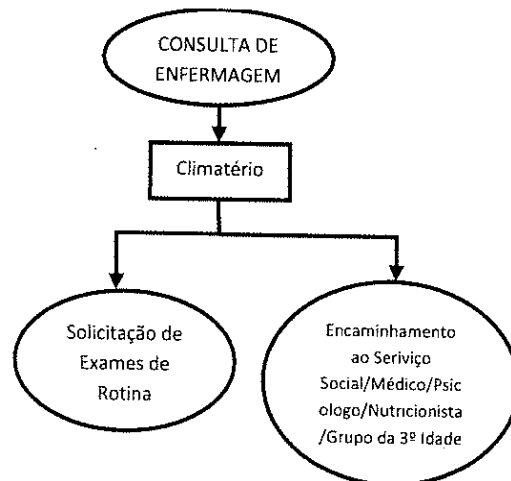 CONSULTA DE
ENFERMAGEM
Climatério
Solicitação de
Exames de
Rotina
Encaminhamento
ao Seriviço
Social/Médico/Psic
ologo/Nutricionista
/Grupo da 3º Idade